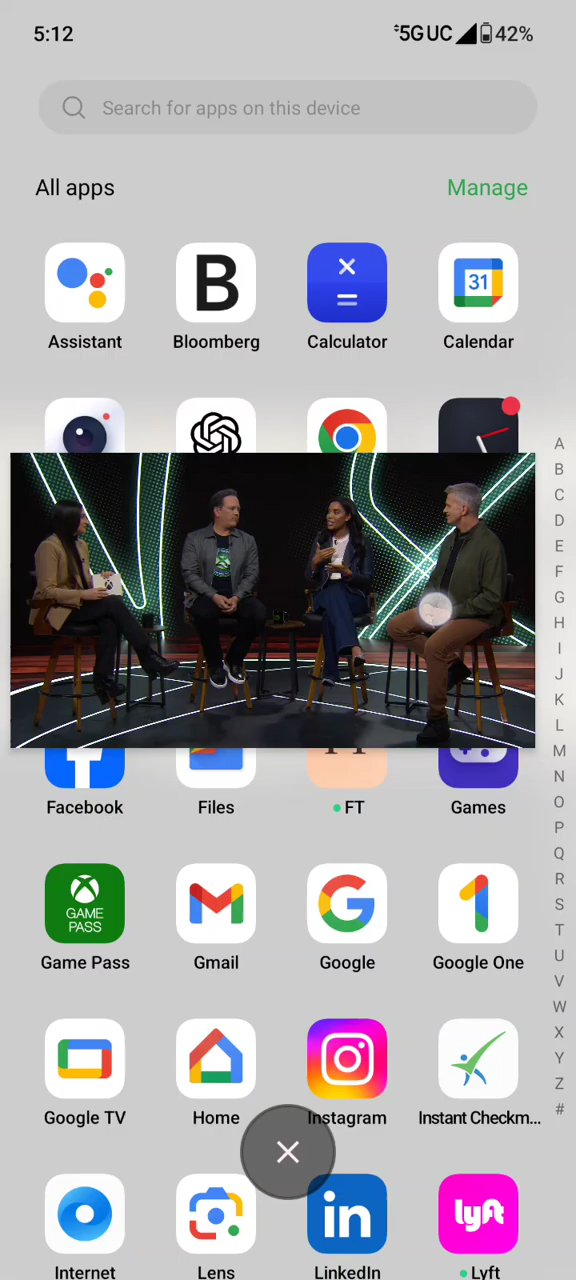 5:12
5G UC
42%
Search for apps on this device
All apps
Manage
B
31
Assistant
Bloomberg
Calculator
Calendar
A
B
C
D
E
F
G
H
I
J
K
L
M
N
O
P
Q
R
S
T
U
V
W
X
Y
Z
#
Facebook
Files
FT
Games
GAME
PASS
Game Pass
Gmail
Google
Google One
Google TV
Home
Instagram
Instant Checkm...
in
lyft
Internet
Lens
LinkedIn
Lyft